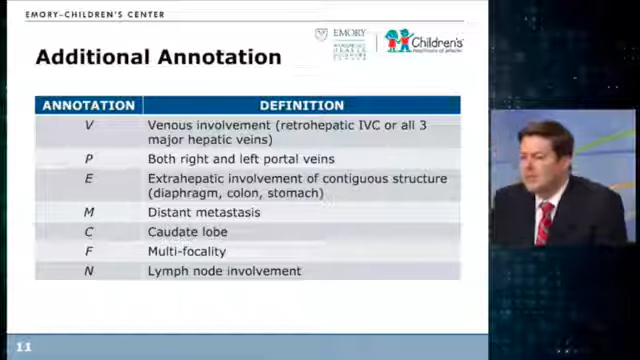 EMORY–CHILDREN'S CENTER
Additional Annotation
EMORY
Children's
ANNOTATION DEFINITION
V Venous involvement (retrohepatic IVC or all 3
major hepatic veins)
P Both right and left portal veins
E Extrahepatic involvement of contiguous structure
(diaphragm, colon, stomach)
M Distant metastasis
C Caudate lobe
F Multi-focality
N Lymph node involvement
11